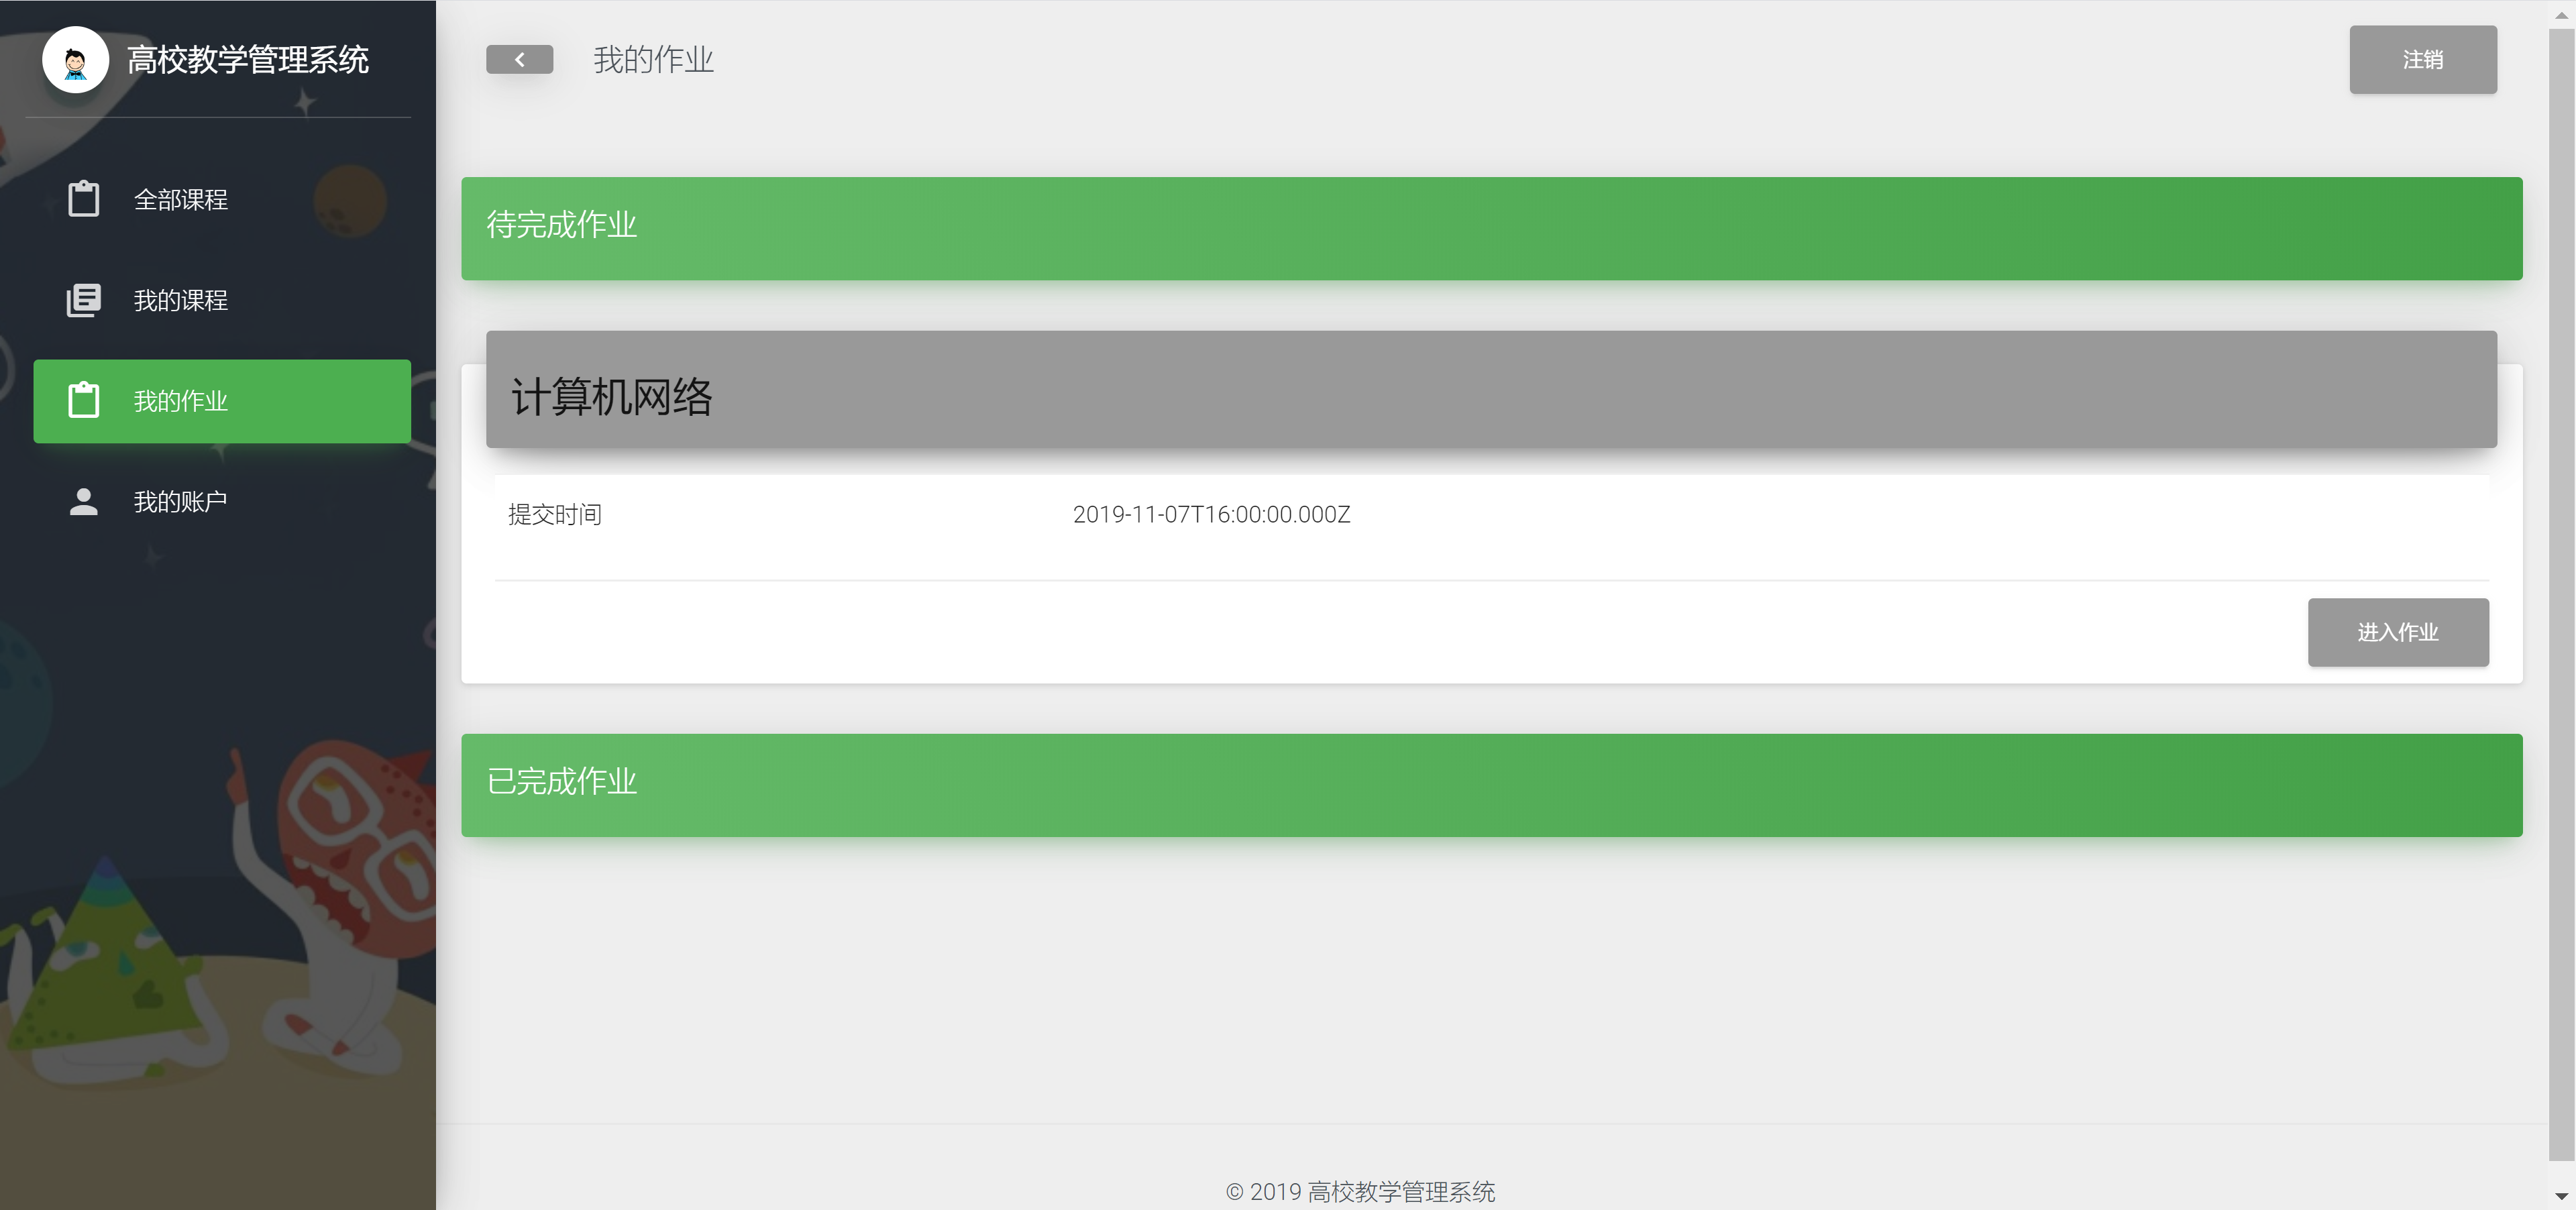 高校教学管理系统
全部课程
我的课程
我的作业
我的账户
我的作业
注销
待完成作业
计算机网络
提交时间 2019-11-07T16:00:00.000Z
进入作业
已完成作业
© 2019 高校教学管理系统